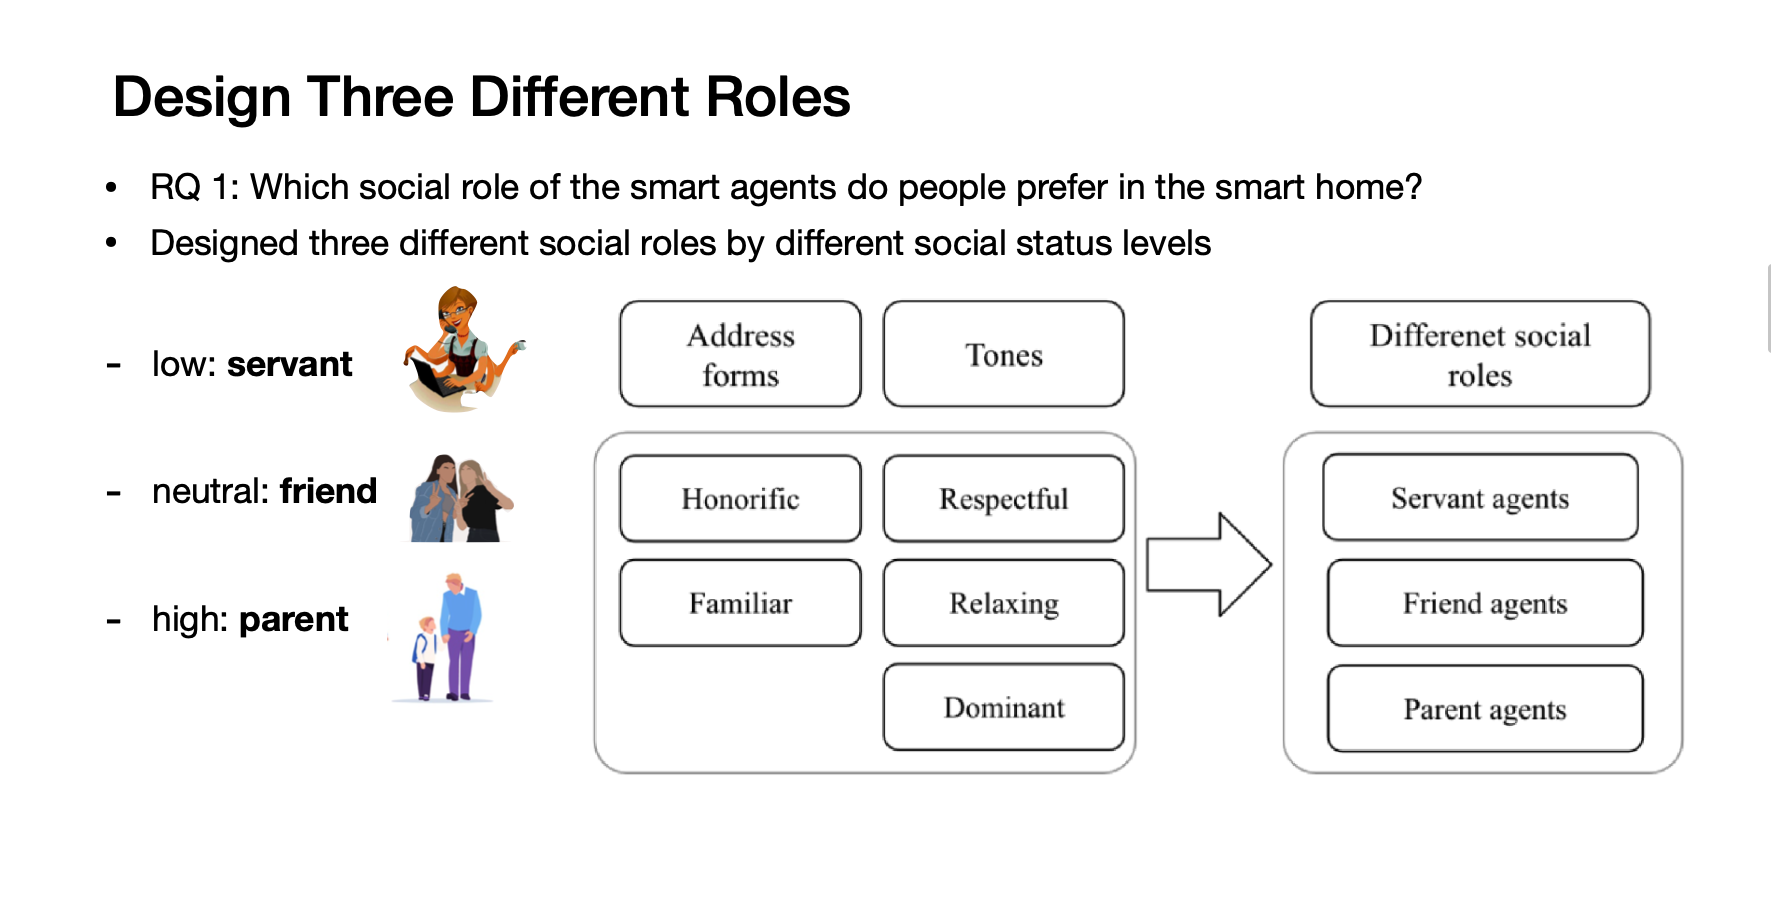 Design Three Different Roles
• RQ 1: Which social role of the smart agents do people prefer in the smart home?
• Designed three different social roles by different social status levels
- low: servant
- neutral: friend
- high: parent
Address
forms
Tones
Differenet social
roles
Honorific
Respectful
Servant agents
Familiar
Relaxing
Friend agents
Dominant
Parent agents